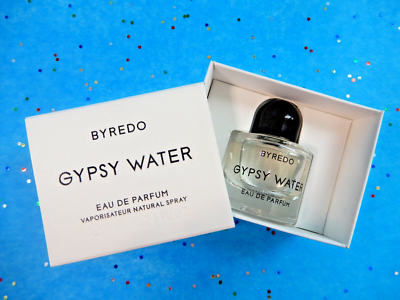 BYREDO
GYPSY WATER
EAU DE PARFUM
VAPORISATEUR NATURAL SPRAY
BYREDO
GYPSY WATER
EAU DE PARFUM